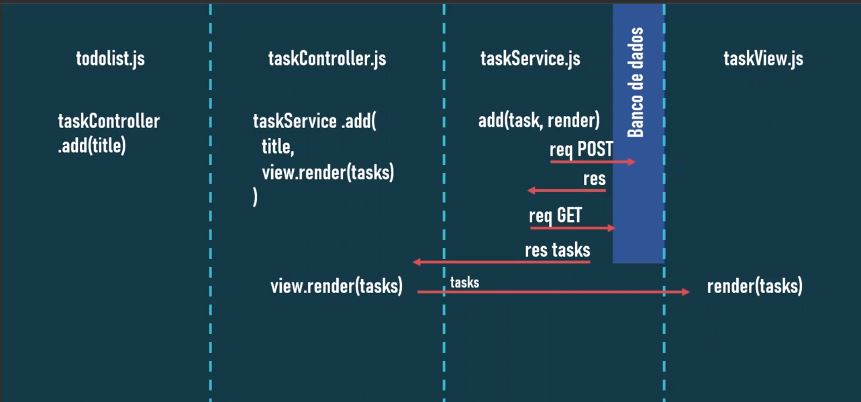 todolist.js
taskController.js
taskService.js
Banco de dados
taskView.js
taskController
.add(title)
taskService .add(
title,
view.render(tasks)
)
add(task, render)
req POST
res
req GET
res tasks
view.render(tasks)
tasks
render(tasks)